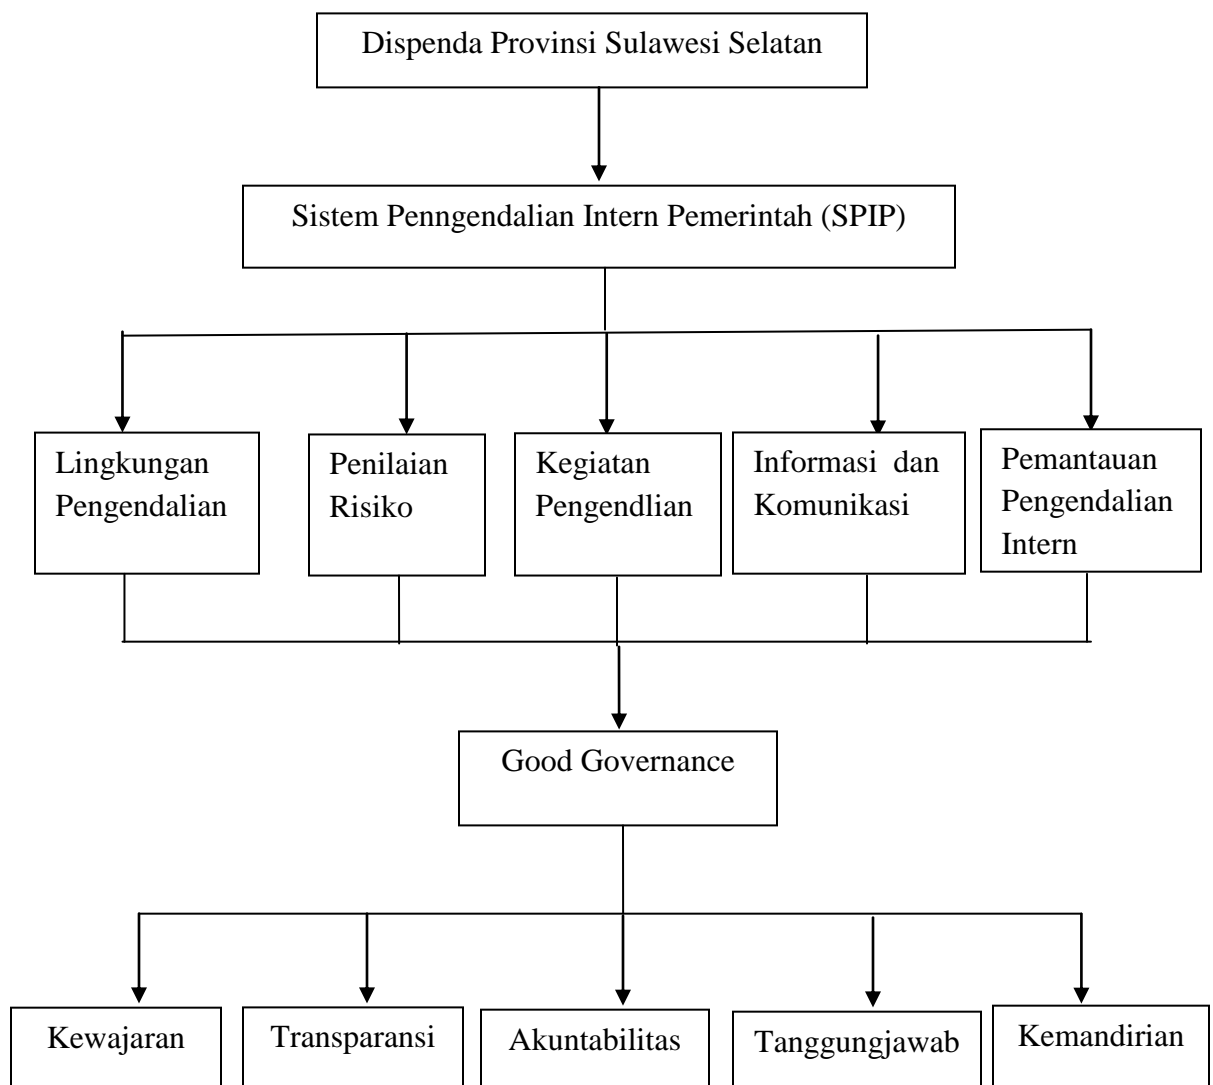 Dispenda Provinsi Sulawesi Selatan
Sistem Penngendalian Intern Pemerintah (SPIP)
Lingkungan
Pengendalian
Penilaian
Risiko
Kegiatan
Pengendlian
Informasi dan
Komunikasi
Pemantauan
Pengendalian
Intern
Good Governance
Kewajaran
Transparansi
Akuntabilitas
Tanggungjawab
Kemandirian